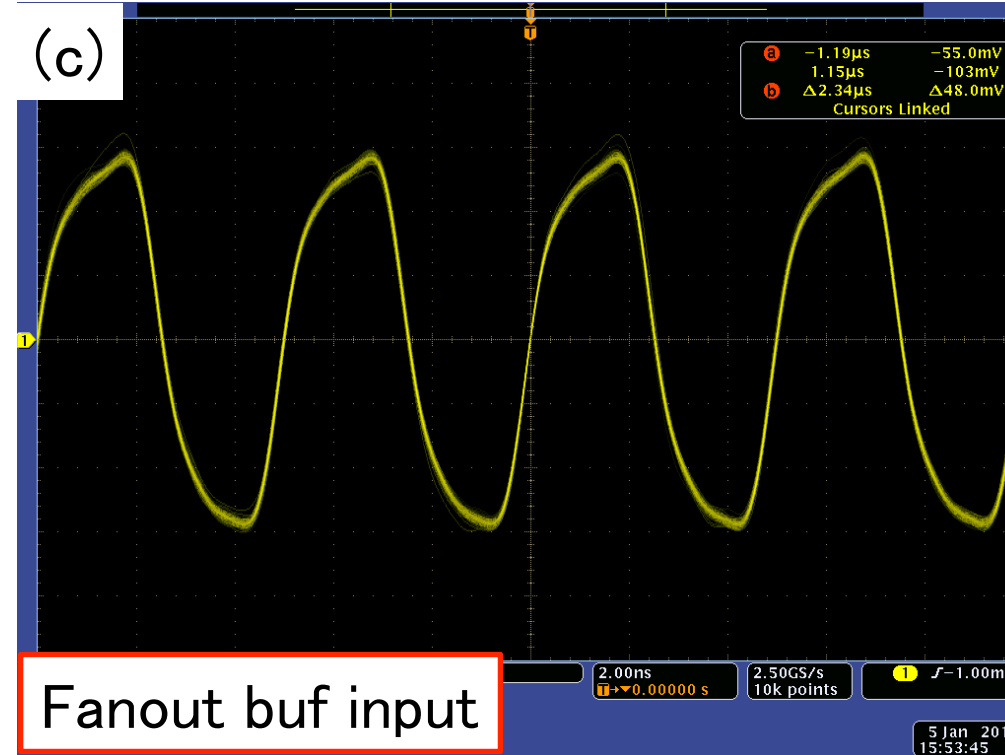 (c)
T
T
a -1.19µs -55.0mV
1.15µs -103mV
b Δ2.34µs Δ48.0mV
Cursors Linked
1
2.00ns
T→▼0.00000 s
2.50GS/s
10k points
1 -1.00m
Fanout buf input
5 Jan 201
15:53:45